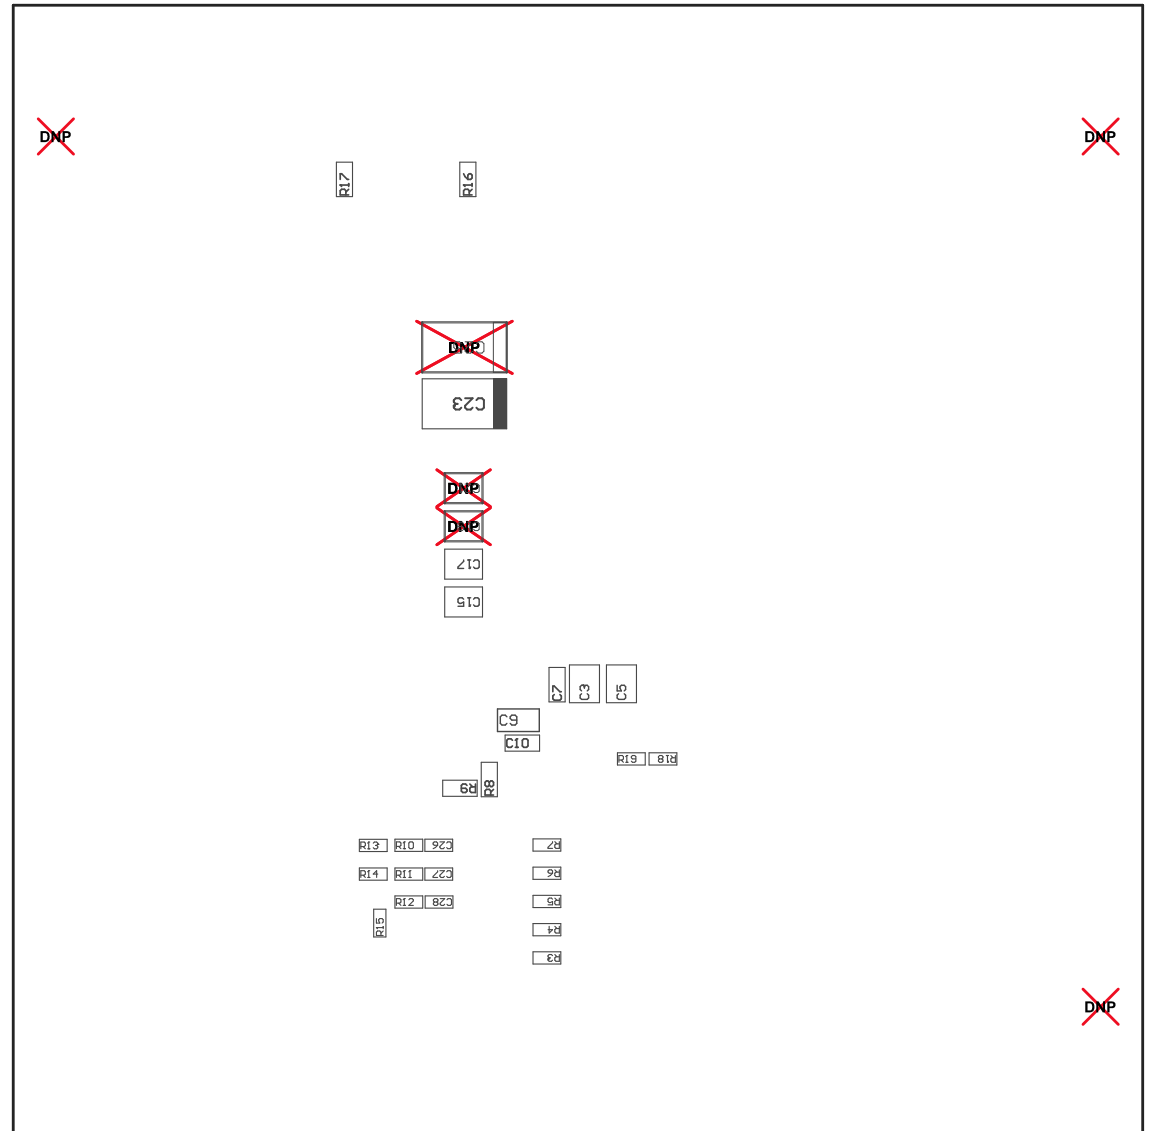 DNP
DNP
R17
R16
DNP
C23
DNP
DNP
C17
C15
C7
C3
C5
C9
C10
R19
R18
R9
R8
R13
R10
C26
R7
R14
R11
C27
R6
R12
C28
R5
R15
R4
R3
DNP